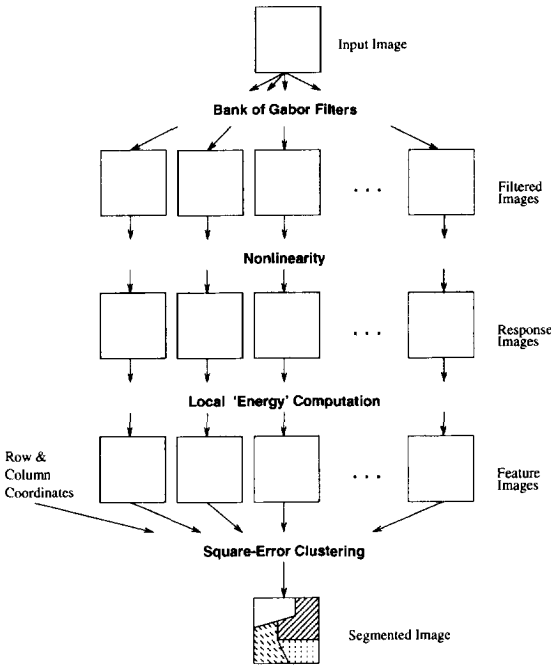 Input Image
Bank of Gabor Filters
. . .
Filtered
Images
Nonlinearity
. . .
Response
Images
Local 'Energy' Computation
Row &
Column
Coordinates
. . .
Feature
Images
Square-Error Clustering
Segmented Image